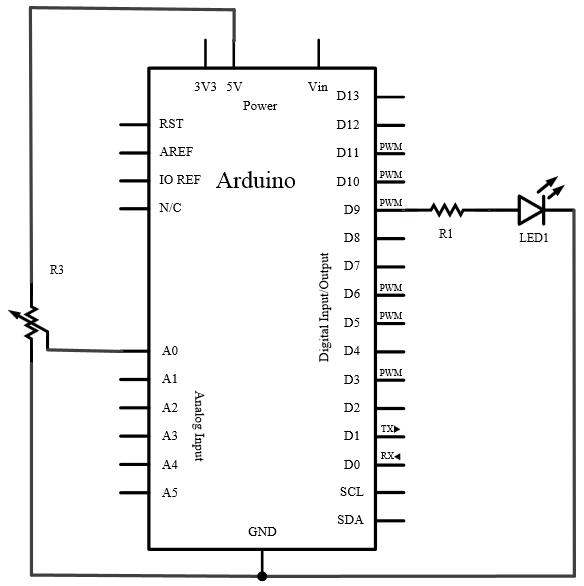 3V3 5V Vin
Power
D13
RST D12
AREF D11 PWM
IO REF Arduino D10 PWM
N/C D9 PWM
R1 LED1
D8
D7
R3
D6 PWM
Digital Input/Output
D5 PWM
A0 D4
A1 D3 PWM
Analog Input
A2 D2
A3 D1 TX
A4 D0 RX
A5 SCL
SDA
GND